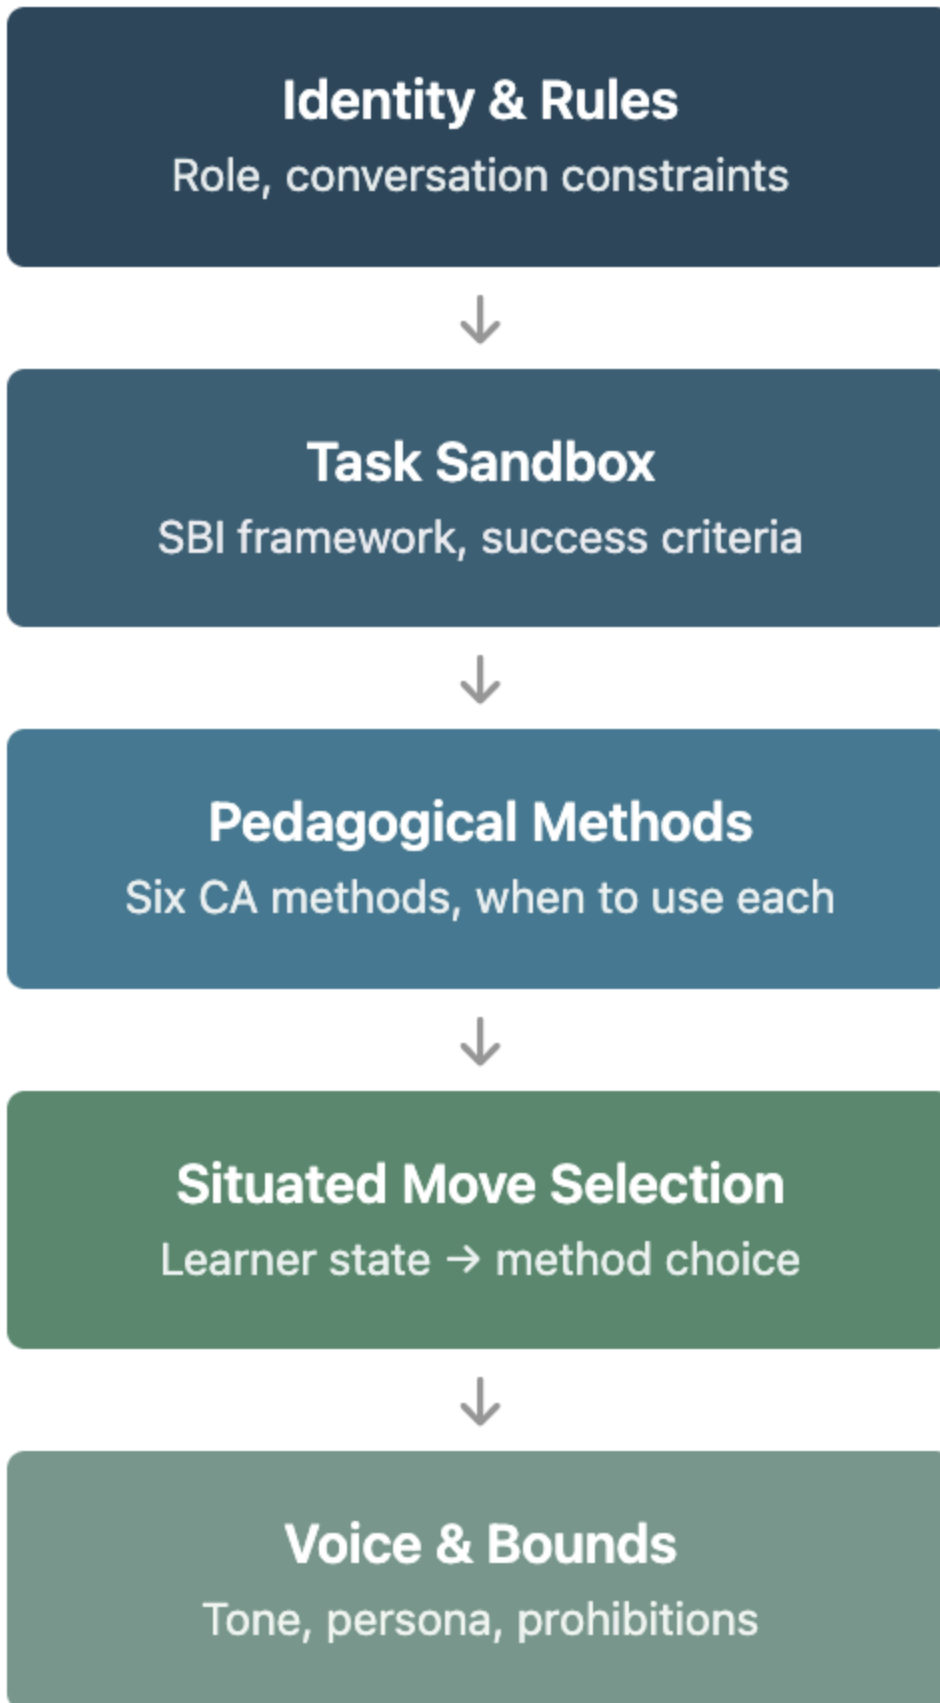 Identity & Rules
Role, conversation constraints
↓
Task Sandbox
SBI framework, success criteria
↓
Pedagogical Methods
Six CA methods, when to use each
↓
Situated Move Selection
Learner state → method choice
↓
Voice & Bounds
Tone, persona, prohibitions